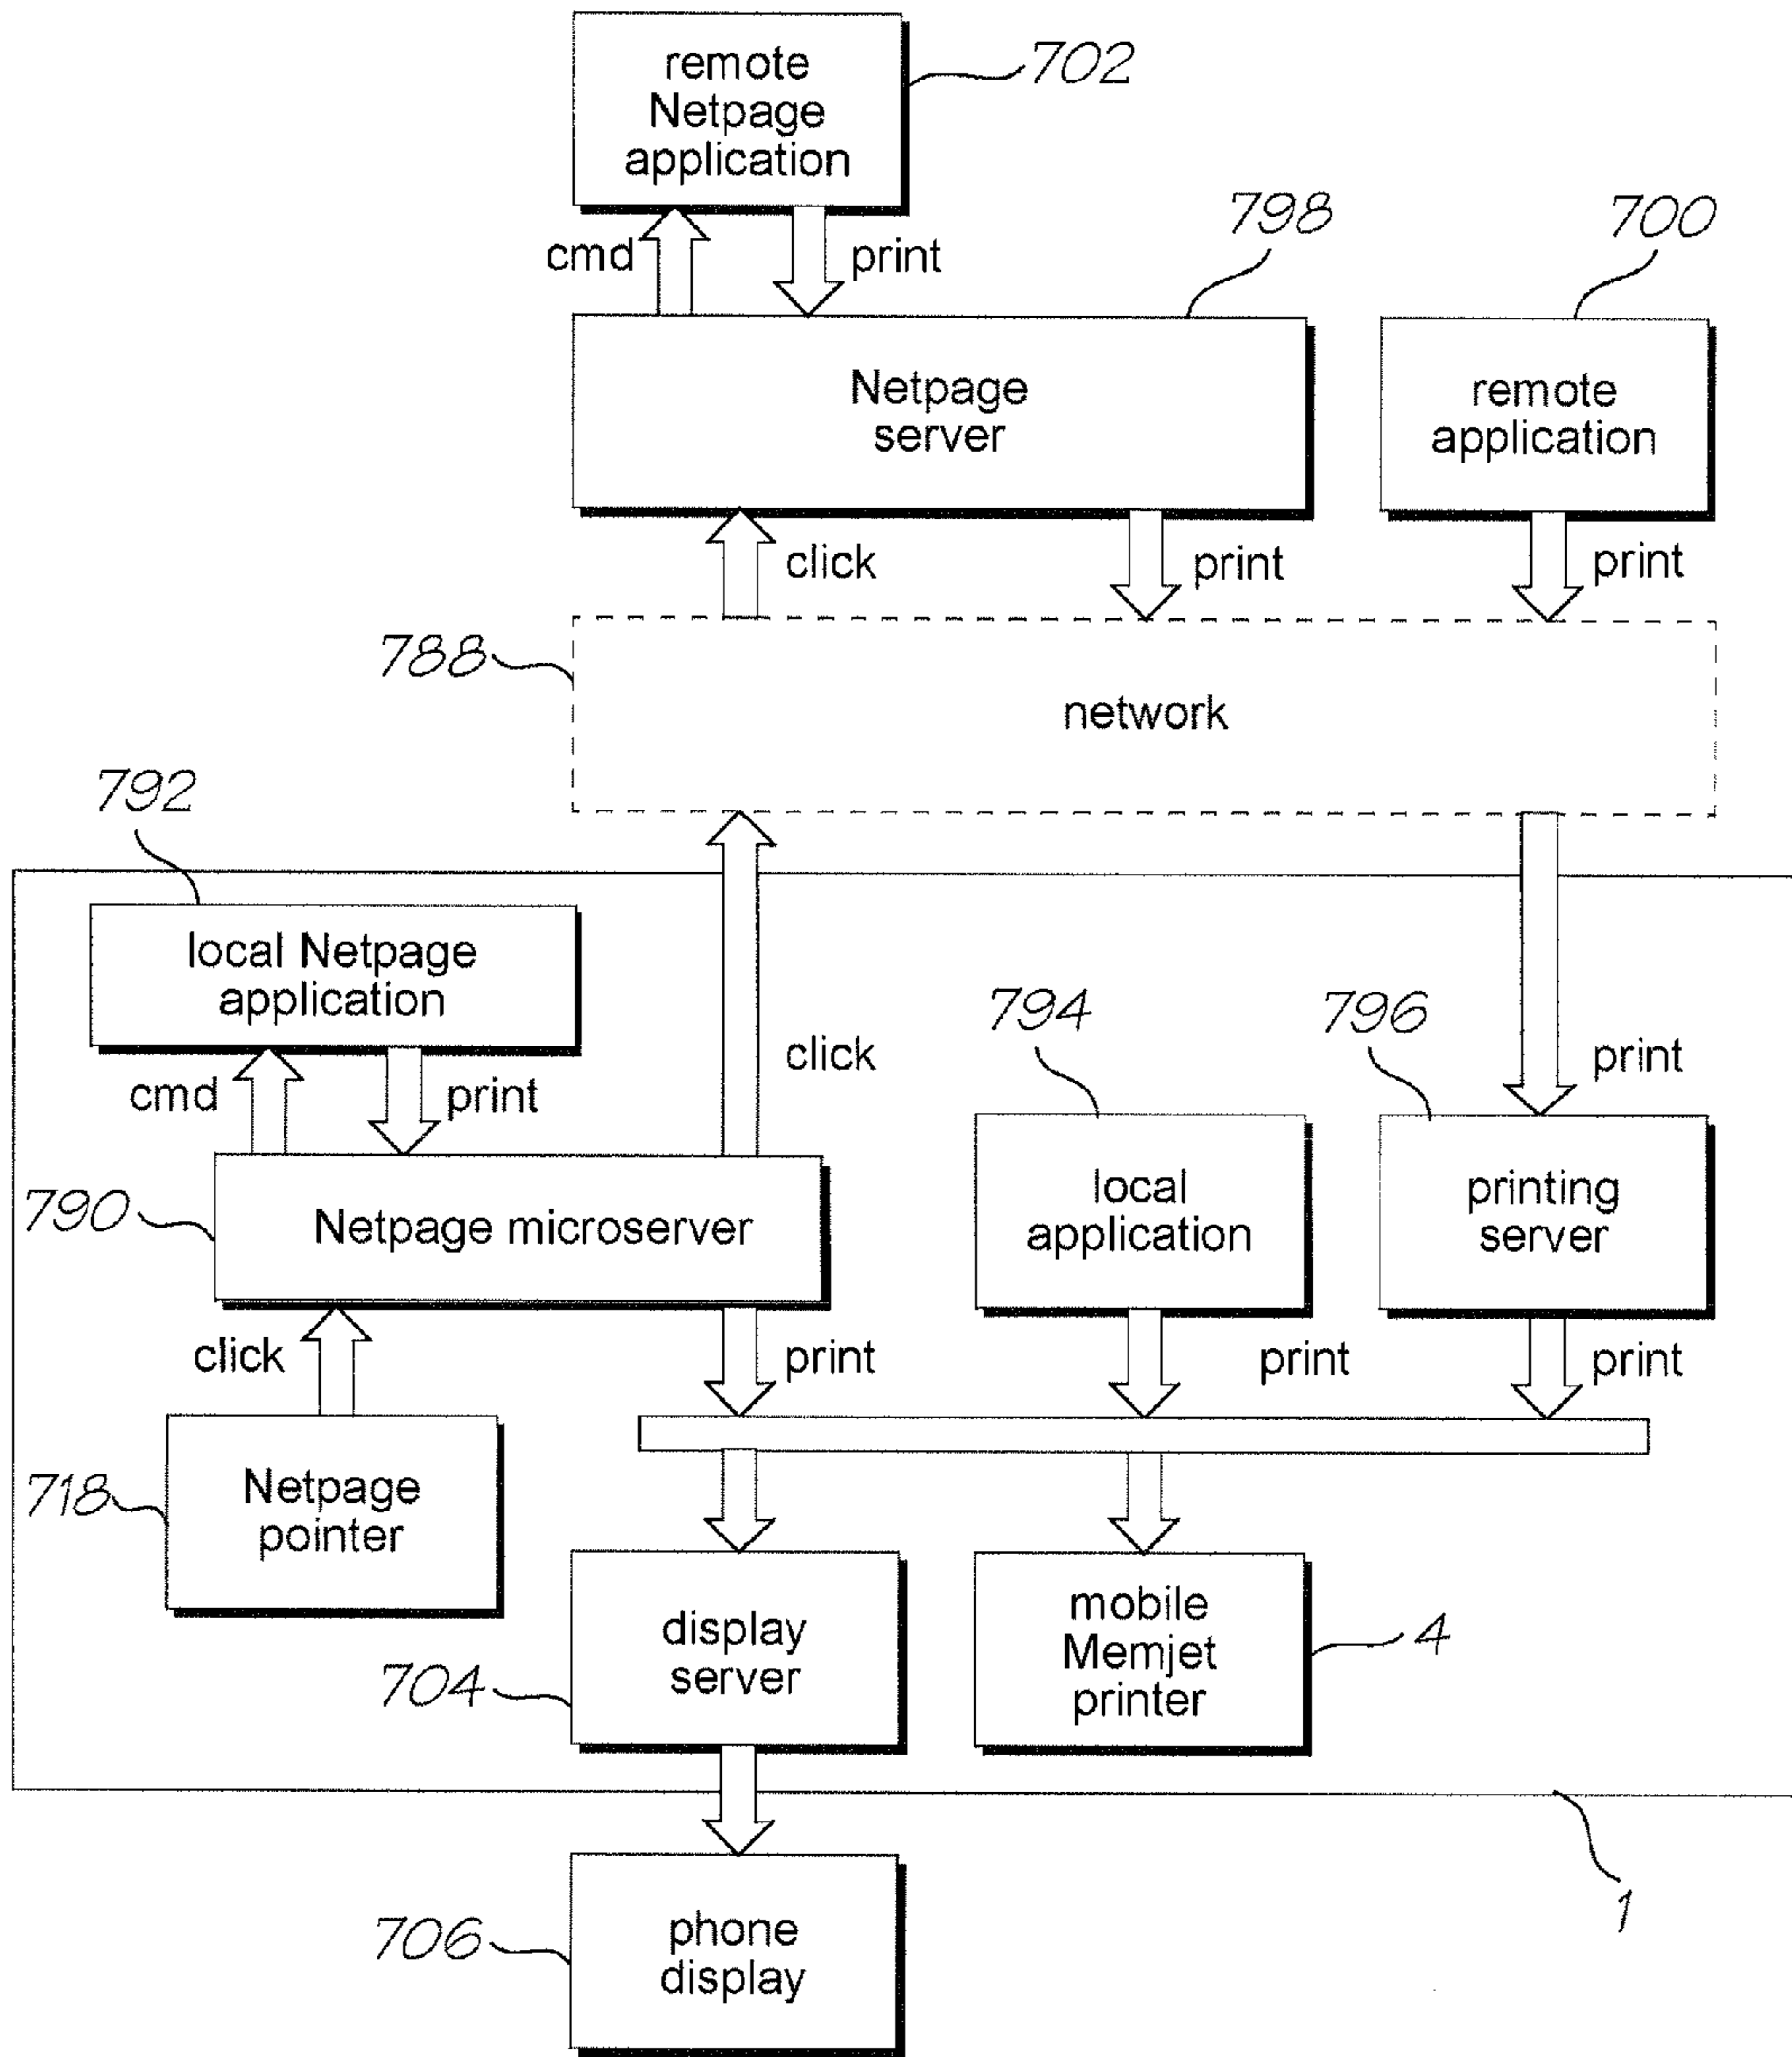 remote
Netpage
application
702
cmd
print
798
700
Netpage
server
remote
application
click
print
print
788
network
792
local Netpage
application
794
796
click
print
cmd
print
790
Netpage microserver
local
application
printing
server
click
print
print
print
718
Netpage
pointer
704
display
server
mobile
Memjet
printer
4
1
706
phone
display